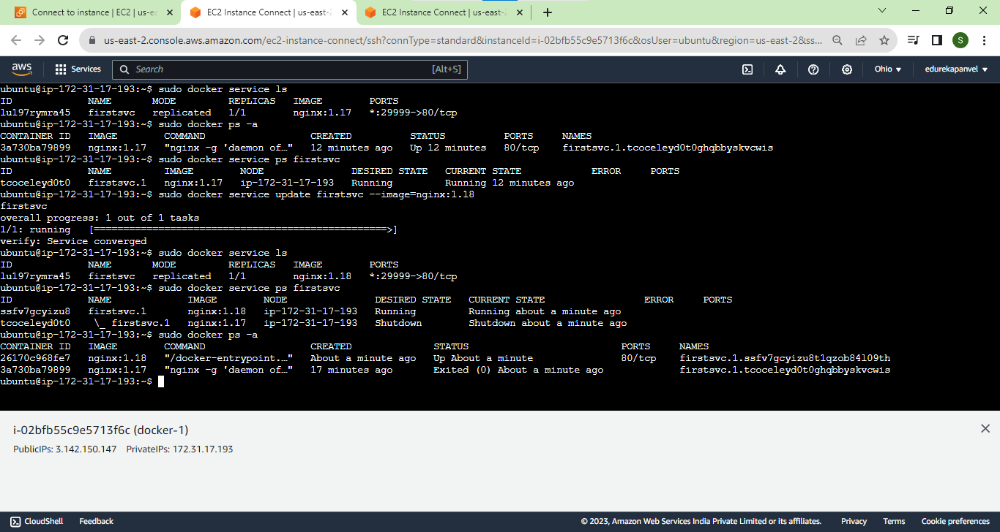 Connect to instance | EC2 | us-ea
EC2 Instance Connect | us-east-2
EC2 Instance Connect | us-east-2
us-east-2.console.aws.amazon.com/ec2-instance-connect/ssh?connType=standard&instanceId=i-02bfb55c9e5713f6c&osUser=ubuntu&region=us-east-2&ss...
S
aws
Services
Search
[Alt+S]
Ohio
edurekapanvel
ubuntu@ip-172-31-17-193:~$ sudo docker service ls
ID NAME MODE REPLICAS IMAGE PORTS
lu197rymra45 firstsvc replicated 1/1 nginx:1.17 *:29999->80/tcp
ubuntu@ip-172-31-17-193:~$ sudo docker ps -a
CONTAINER ID IMAGE COMMAND CREATED STATUS PORTS NAMES
3a730ba79899 nginx:1.17 "nginx -g 'daemon of…" 12 minutes ago Up 12 minutes 80/tcp firstsvc.1.tcoceleyd0t0ghqbbyskvcwis
ubuntu@ip-172-31-17-193:~$ sudo docker service ps firstsvc
ID NAME IMAGE NODE DESIRED STATE CURRENT STATE ERROR PORTS
tcoceleyd0t0 firstsvc.1 nginx:1.17 ip-172-31-17-193 Running Running 12 minutes ago
ubuntu@ip-172-31-17-193:~$ sudo docker service update firstsvc --image=nginx:1.18
firstsvc
overall progress: 1 out of 1 tasks
1/1: running [==================================================>]
verify: Service converged
ubuntu@ip-172-31-17-193:~$ sudo docker service ls
ID NAME MODE REPLICAS IMAGE PORTS
lu197rymra45 firstsvc replicated 1/1 nginx:1.18 *:29999->80/tcp
ubuntu@ip-172-31-17-193:~$ sudo docker service ps firstsvc
ID NAME IMAGE NODE DESIRED STATE CURRENT STATE ERROR PORTS
ssfv7gcyizu8 firstsvc.1 nginx:1.18 ip-172-31-17-193 Running Running about a minute ago
tcoceleyd0t0 \_ firstsvc.1 nginx:1.17 ip-172-31-17-193 Shutdown Shutdown about a minute ago
ubuntu@ip-172-31-17-193:~$ sudo docker ps -a
CONTAINER ID IMAGE COMMAND CREATED STATUS PORTS NAMES
26170c968fe7 nginx:1.18 "/docker-entrypoint.…" About a minute ago Up About a minute 80/tcp firstsvc.1.ssfv7gcyizu8t1qzob84l09th
3a730ba79899 nginx:1.17 "nginx -g 'daemon of…" 17 minutes ago Exited (0) About a minute ago firstsvc.1.tcoceleyd0t0ghqbbyskvcwis
ubuntu@ip-172-31-17-193:~$
i-02bfb55c9e5713f6c (docker-1)
PublicIPs: 3.142.150.147 PrivateIPs: 172.31.17.193
CloudShell Feedback © 2023, Amazon Web Services India Private Limited or its affiliates. Privacy Terms Cookie preferences